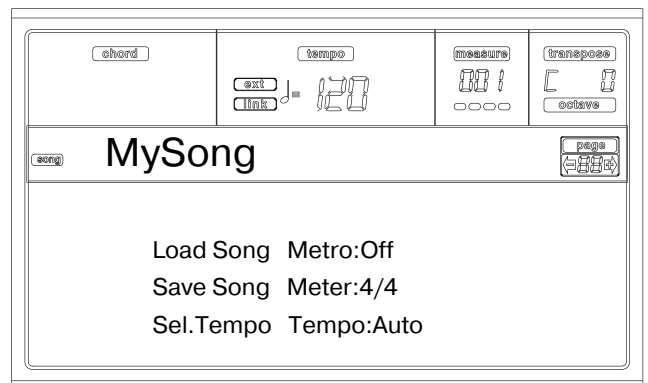 chord tempo measure transpose
ext
link = 120 001 C 0
octave
song MySong page
88
Load Song Metro:Off
Save Song Meter:4/4
Sel.Tempo Tempo:Auto